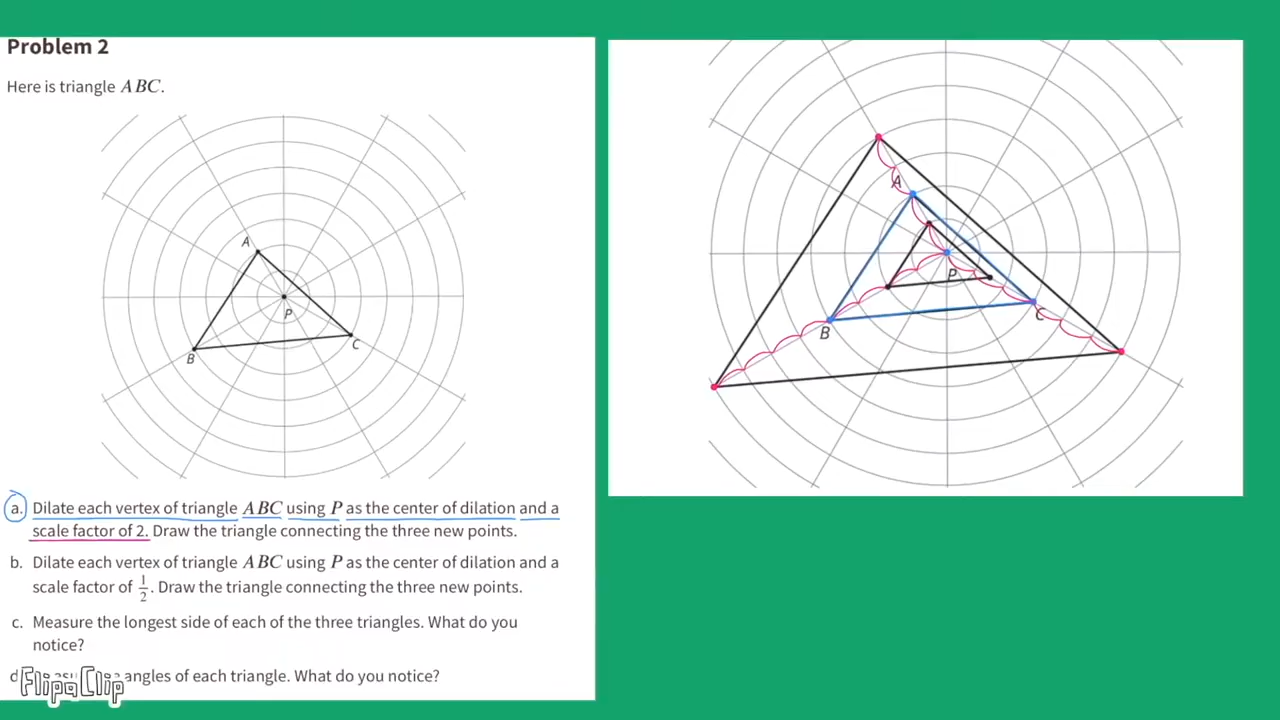 Problem 2
Here is triangle ABC.
A
P
C
B
a. Dilate each vertex of triangle ABC using P as the center of dilation and a
scale factor of 2. Draw the triangle connecting the three new points.
b. Dilate each vertex of triangle ABC using P as the center of dilation and a
scale factor of 1/2. Draw the triangle connecting the three new points.
c. Measure the longest side of each of the three triangles. What do you
notice?
d angles of each triangle. What do you notice?
FlipaClip
A
P
C
B